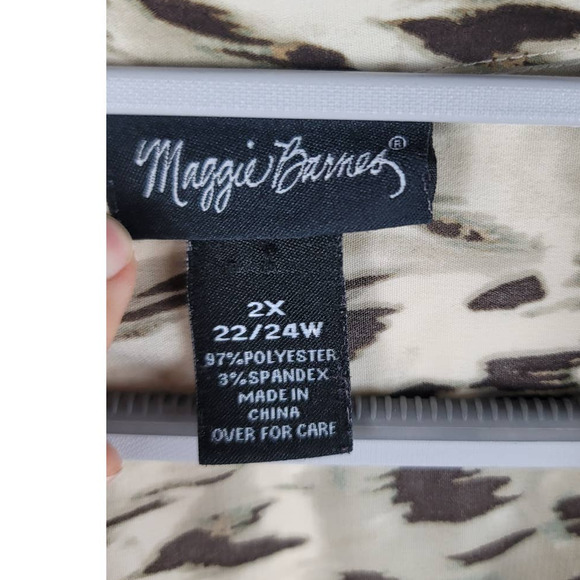 Maggie Barnes®
2X
22/24W
97%POLYESTER
3%SPANDEX
MADE IN
CHINA
OVER FOR CARE